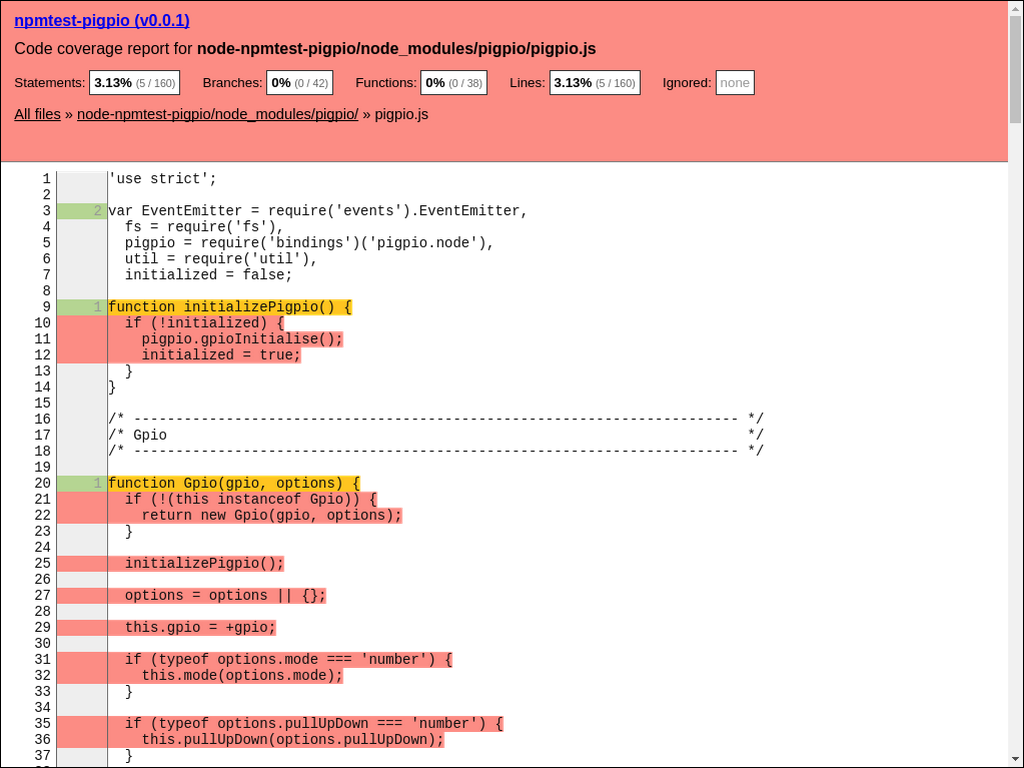 npmtest-pigpio (v0.0.1)
Code coverage report for node-npmtest-pigpio/node_modules/pigpio/pigpio.js
Statements: 3.13% (5 / 160) Branches: 0% (0 / 42) Functions: 0% (0 / 38) Lines: 3.13% (5 / 160) Ignored: none
All files » node-npmtest-pigpio/node_modules/pigpio/ » pigpio.js
1 'use strict';
2
3 2 var EventEmitter = require('events').EventEmitter,
4   fs = require('fs'),
5   pigpio = require('bindings')('pigpio.node'),
6   util = require('util'),
7   initialized = false;
8
9 1 function initializePigpio() {
10   if (!initialized) {
11     pigpio.gpioInitialise();
12     initialized = true;
13   }
14 }
15
16 /* ------------------------------------------------------------------------ */
17 /* Gpio                                                                     */
18 /* ------------------------------------------------------------------------ */
19
20 1 function Gpio(gpio, options) {
21   if (!(this instanceof Gpio)) {
22     return new Gpio(gpio, options);
23   }
24
25   initializePigpio();
26
27   options = options || {};
28
29   this.gpio = +gpio;
30
31   if (typeof options.mode === 'number') {
32     this.mode(options.mode);
33   }
34
35   if (typeof options.pullUpDown === 'number') {
36     this.pullUpDown(options.pullUpDown);
37   }